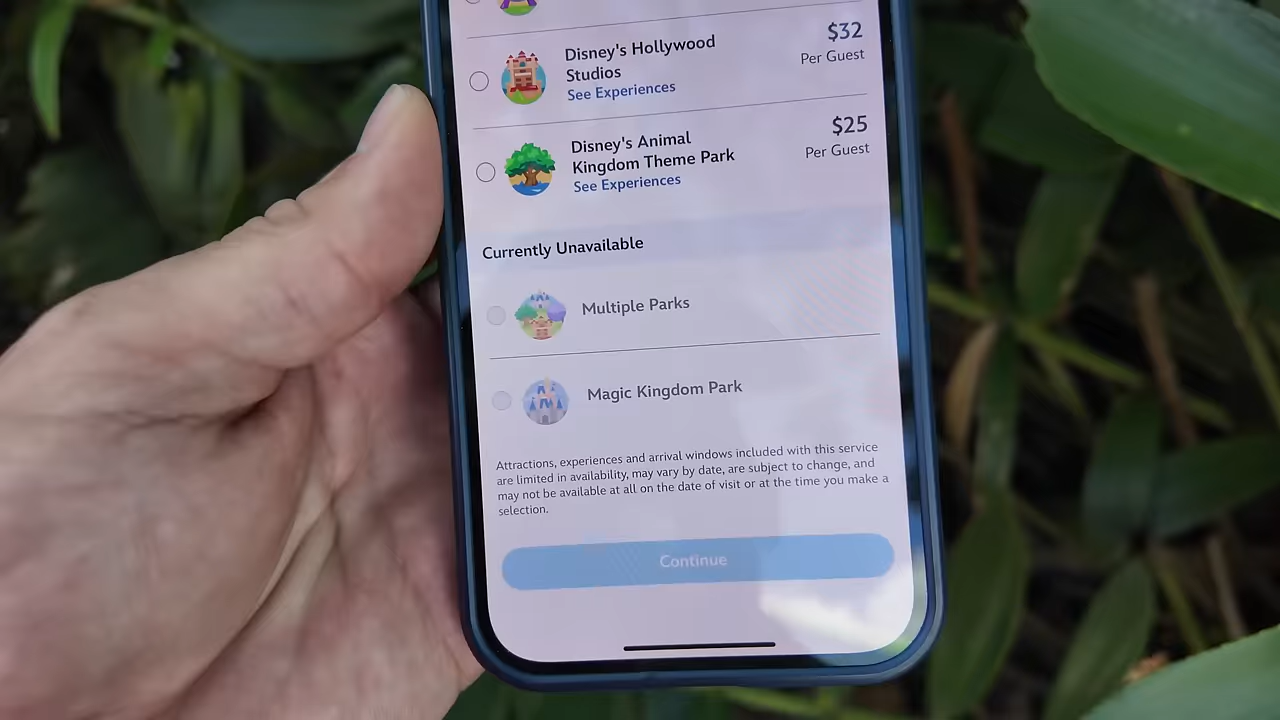 Disney's Hollywood
Studios
See Experiences
$32
Per Guest
Disney's Animal
Kingdom Theme Park
See Experiences
$25
Per Guest
Currently Unavailable
Multiple Parks
Magic Kingdom Park
Attractions, experiences and arrival windows included with this service
are limited in availability, may vary by date, are subject to change, and
may not be available at all on the date of visit or at the time you make a
selection.
Continue